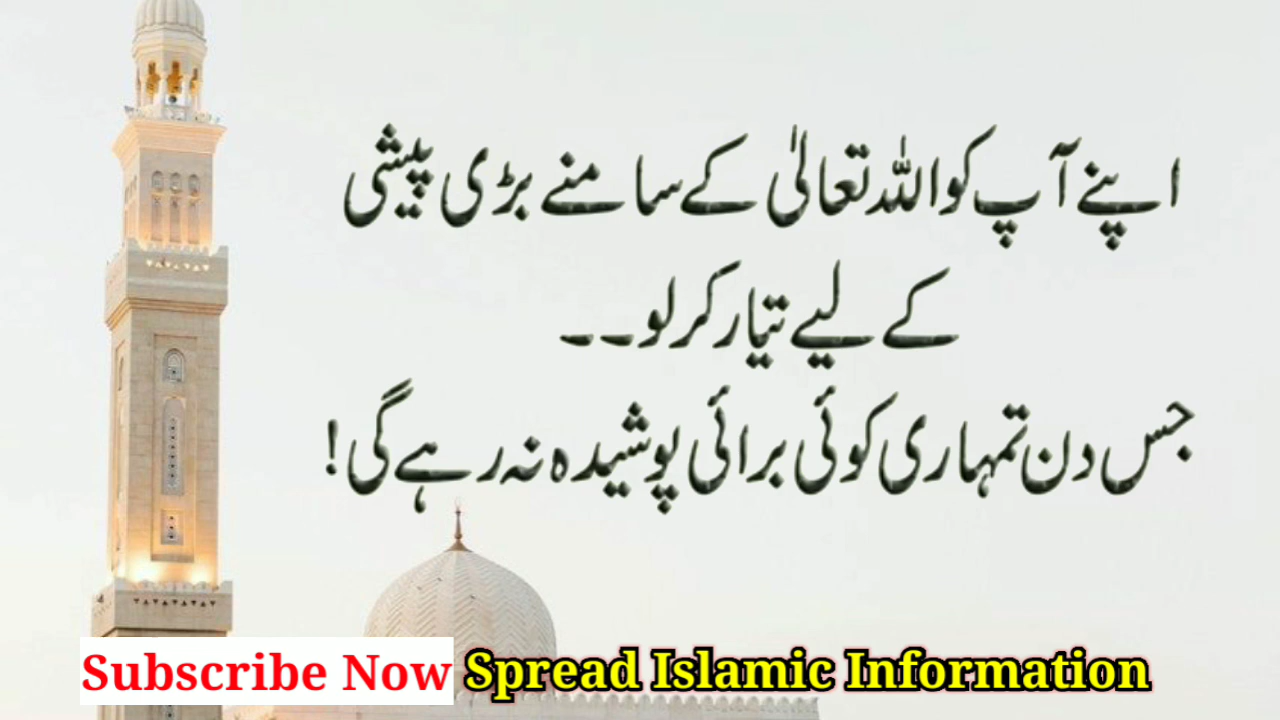 اپنے آپ کو اللہ تعالیٰ کے سامنے بڑی پیشی
کے لیے تیار کر لو۔۔
جس دن تمہاری کوئی برائی پوشیدہ نہ رہے گی!
Subscribe Now Spread Islamic Information